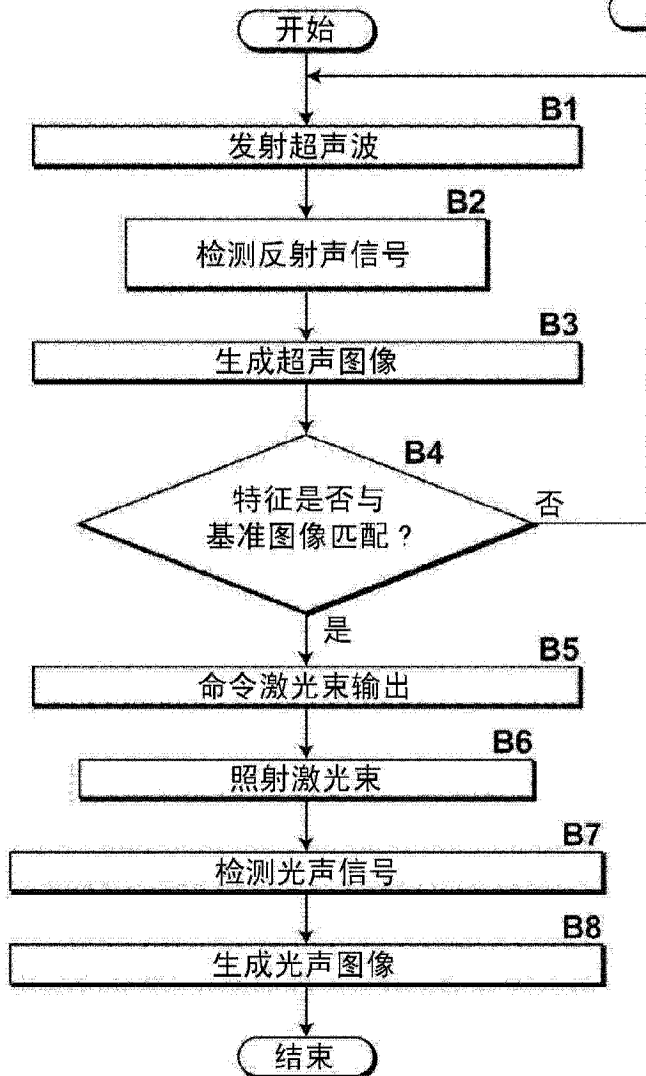 开始
B1
发射超声波
B2
检测反射声信号
B3
生成超声图像
B4
特征是否与
基准图像匹配？
否
是
B5
命令激光束输出
B6
照射激光束
B7
检测光声信号
B8
生成光声图像
结束